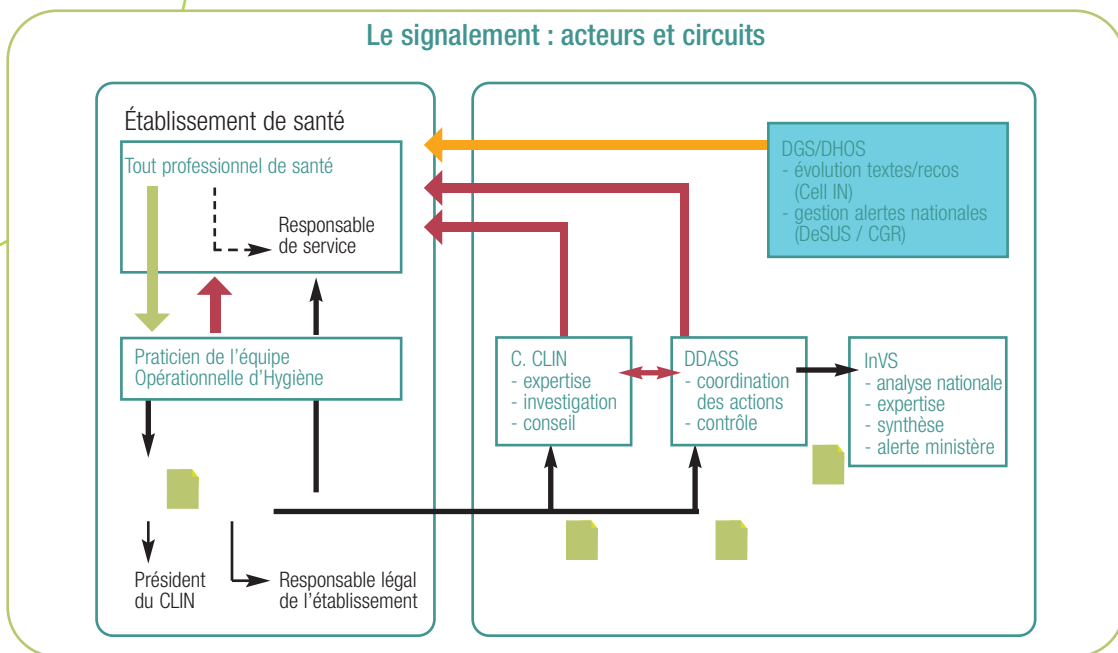 Le signalement : acteurs et circuits
Établissement de santé
Tout professionnel de santé
Responsable
de service
Praticien de l'équipe
Opérationnelle d'Hygiène
Président
du CLIN
Responsable légal
de l'établissement
DGS/DHOS
- évolution textes/recos
(Cell IN)
- gestion alertes nationales
(DeSUS / CGR)
C. CLIN
- expertise
- investigation
- conseil
DDASS
- coordination
des actions
- contrôle
InVS
- analyse nationale
- expertise
- synthèse
- alerte ministère